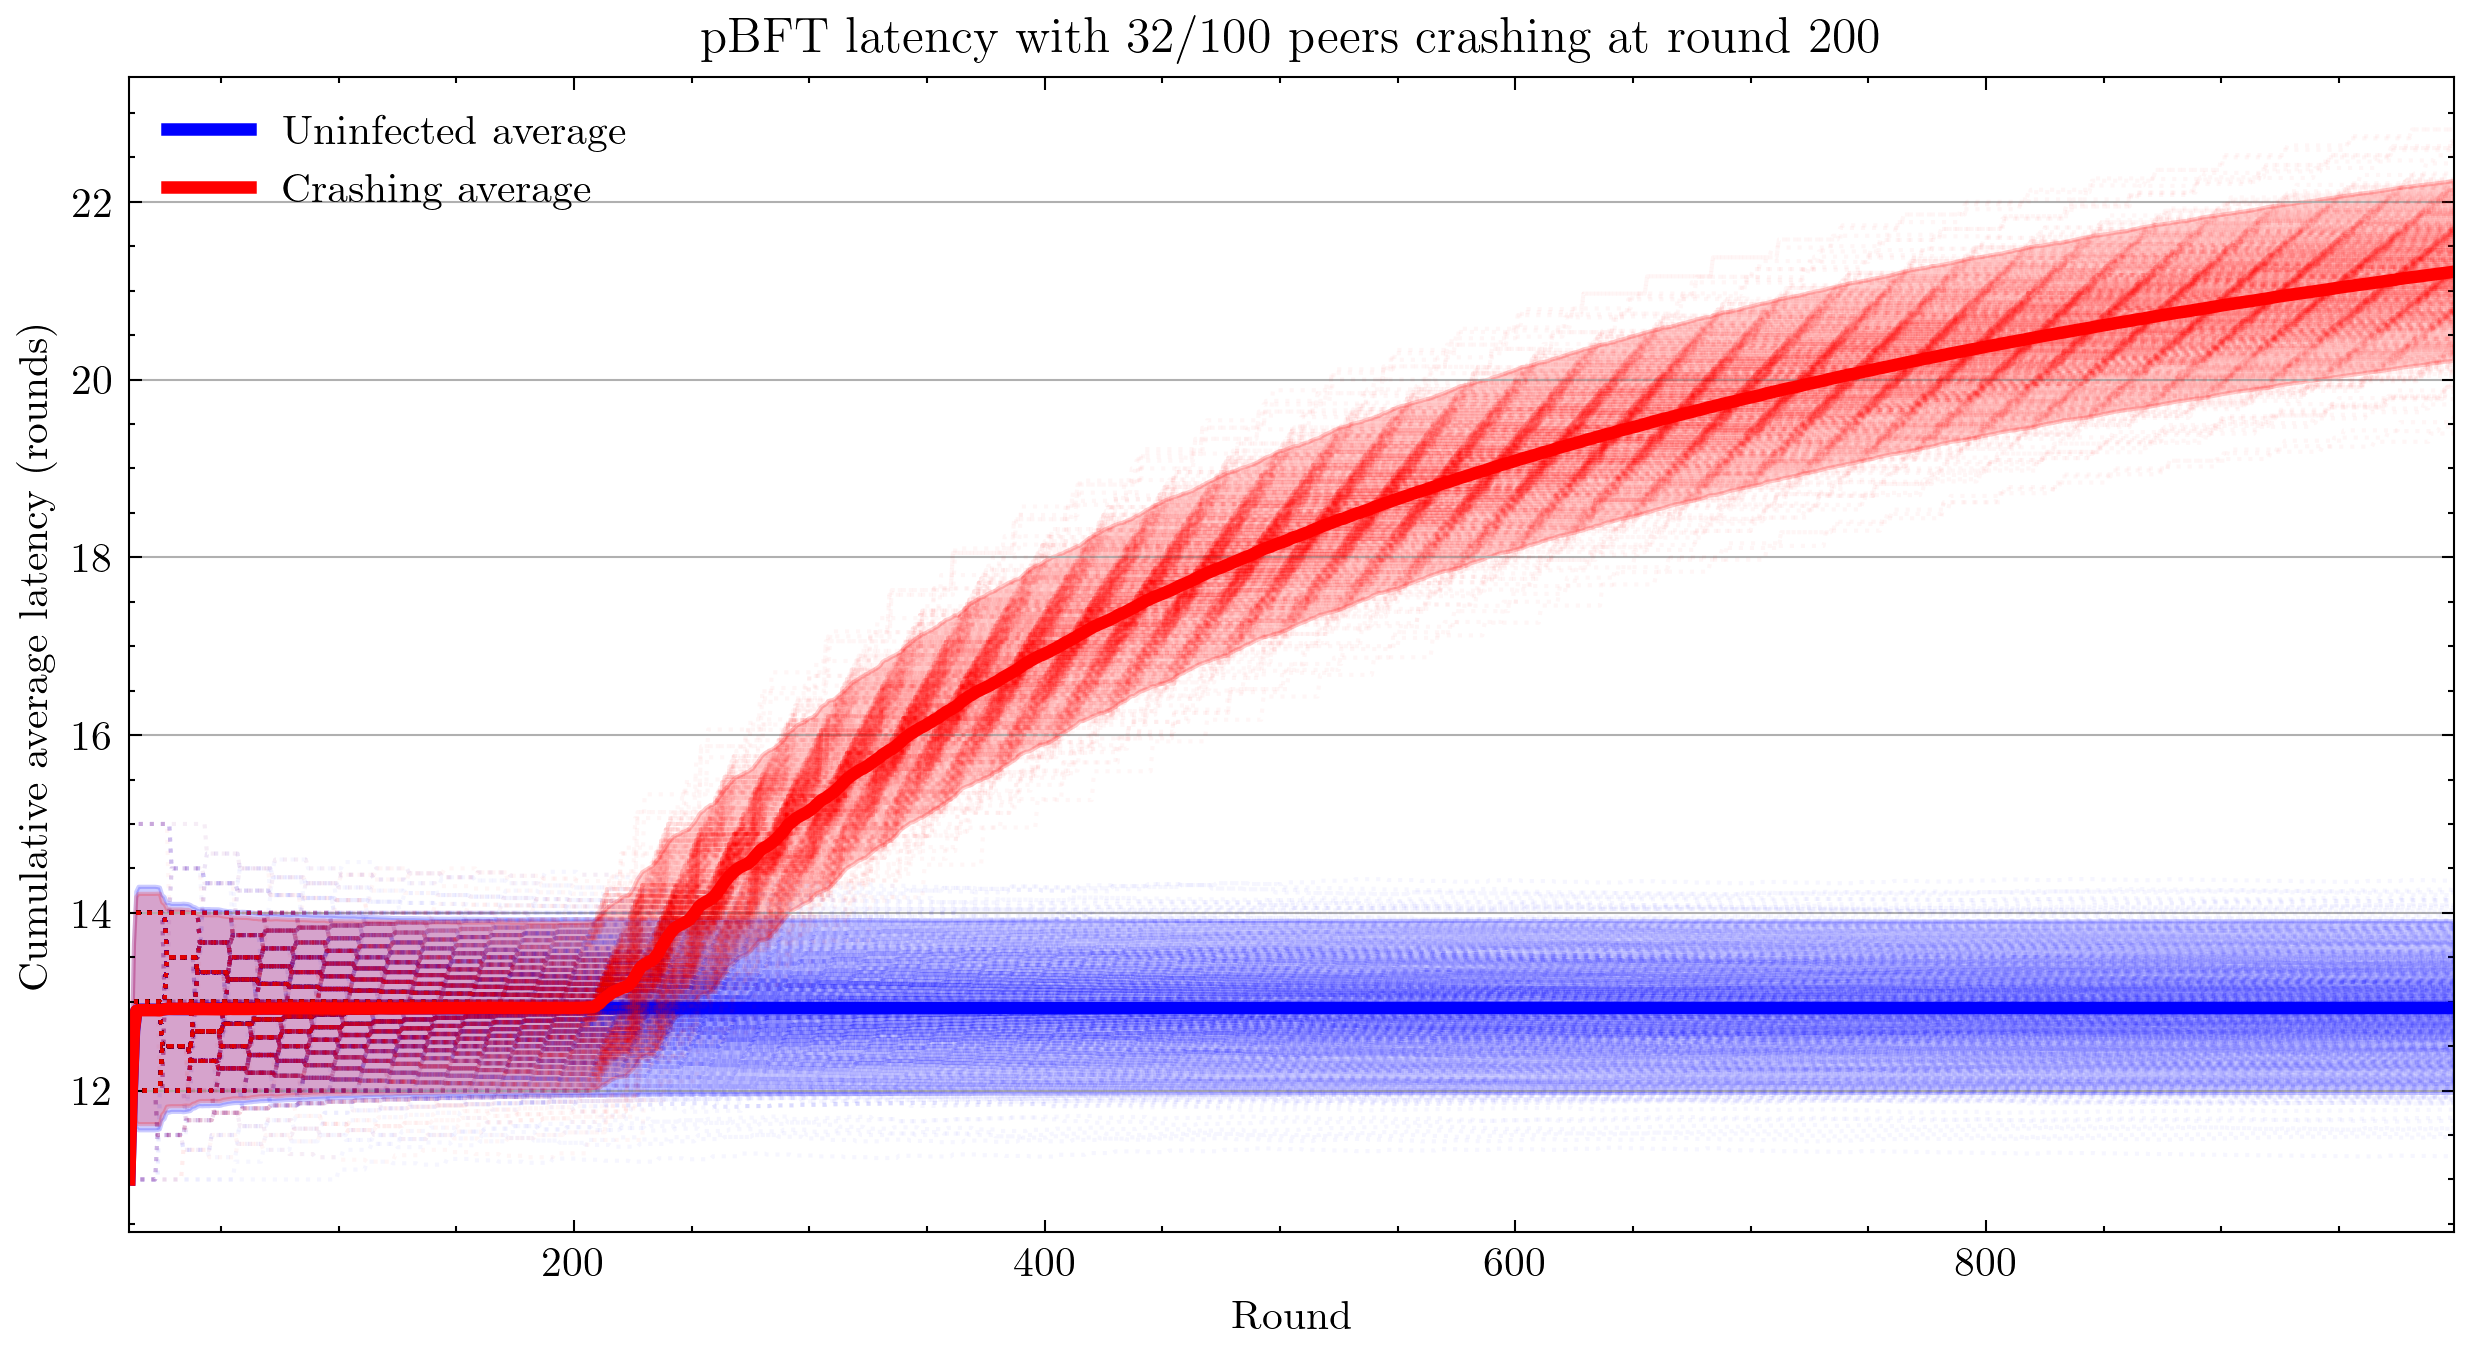 pBFT latency with 32/100 peers crashing at round 200
Uninfected average
Crashing average
22
20
18
16
14
12
Cumulative average latency (rounds)
200 400 600 800
Round